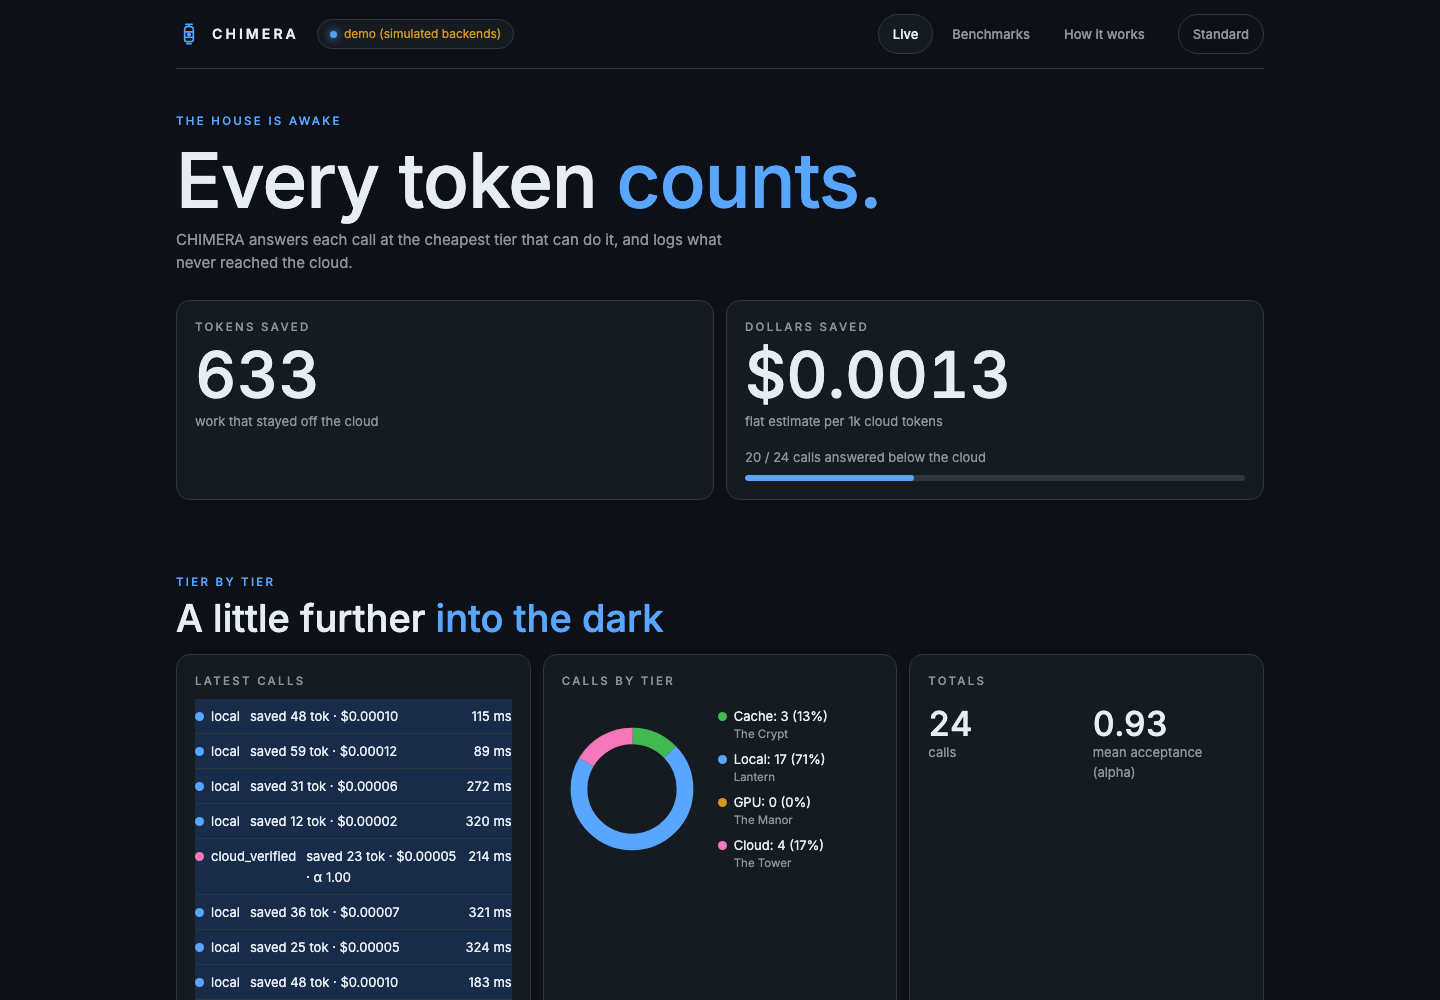 CHIMERA
demo (simulated backends)
Live
Benchmarks
How it works
Standard
THE HOUSE IS AWAKE
Every token counts.
CHIMERA answers each call at the cheapest tier that can do it, and logs what
never reached the cloud.
TOKENS SAVED
633
work that stayed off the cloud
DOLLARS SAVED
$0.0013
flat estimate per 1k cloud tokens
20 / 24 calls answered below the cloud
TIER BY TIER
A little further into the dark
LATEST CALLS
local saved 48 tok · $0.00010 115 ms
local saved 59 tok · $0.00012 89 ms
local saved 31 tok · $0.00006 272 ms
local saved 12 tok · $0.00002 320 ms
cloud_verified saved 23 tok · $0.00005 214 ms
· α 1.00
local saved 36 tok · $0.00007 321 ms
local saved 25 tok · $0.00005 324 ms
local saved 48 tok · $0.00010 183 ms
CALLS BY TIER
Cache: 3 (13%)
The Crypt
Local: 17 (71%)
Lantern
GPU: 0 (0%)
The Manor
Cloud: 4 (17%)
The Tower
TOTALS
24
calls
0.93
mean acceptance
(alpha)